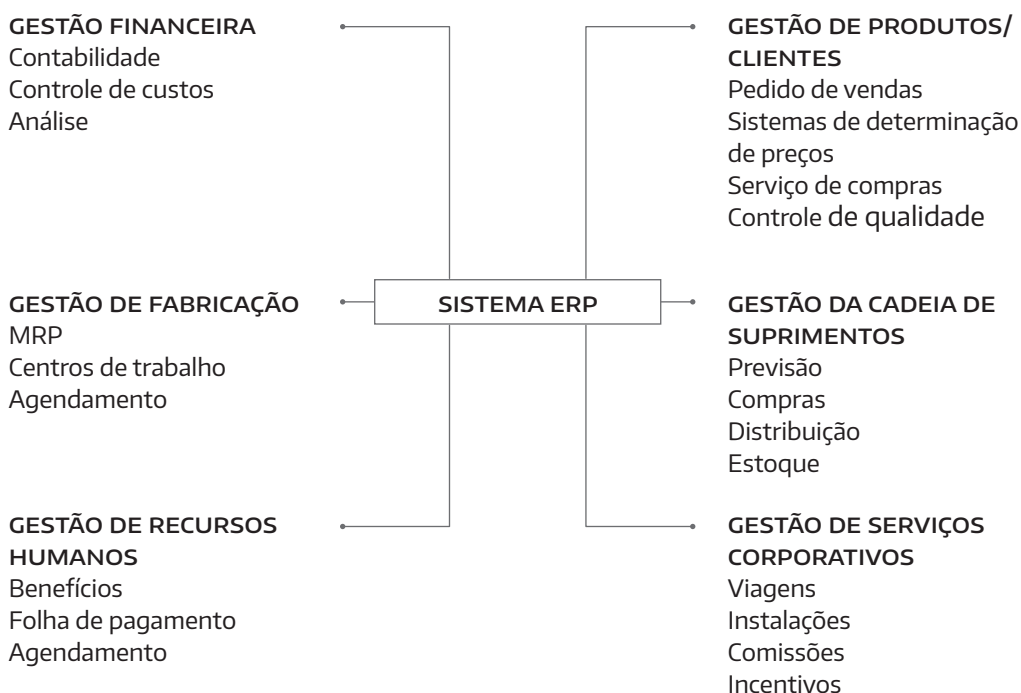 GESTÃO FINANCEIRA
Contabilidade
Controle de custos
Análise
GESTÃO DE PRODUTOS/
CLIENTES
Pedido de vendas
Sistemas de determinação
de preços
Serviço de compras
Controle de qualidade
GESTÃO DE FABRICAÇÃO
MRP
Centros de trabalho
Agendamento
SISTEMA ERP
GESTÃO DA CADEIA DE
SUPRIMENTOS
Previsão
Compras
Distribuição
Estoque
GESTÃO DE RECURSOS
HUMANOS
Benefícios
Folha de pagamento
Agendamento
GESTÃO DE SERVIÇOS
CORPORATIVOS
Viagens
Instalações
Comissões
Incentivos